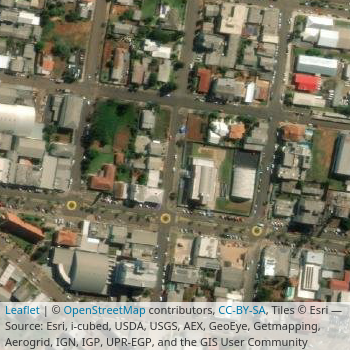 Leaflet | © OpenStreetMap contributors, CC-BY-SA, Tiles © Esri —
Source: Esri, i-cubed, USDA, USGS, AEX, GeoEye, Getmapping,
Aerogrid, IGN, IGP, UPR-EGP, and the GIS User Community